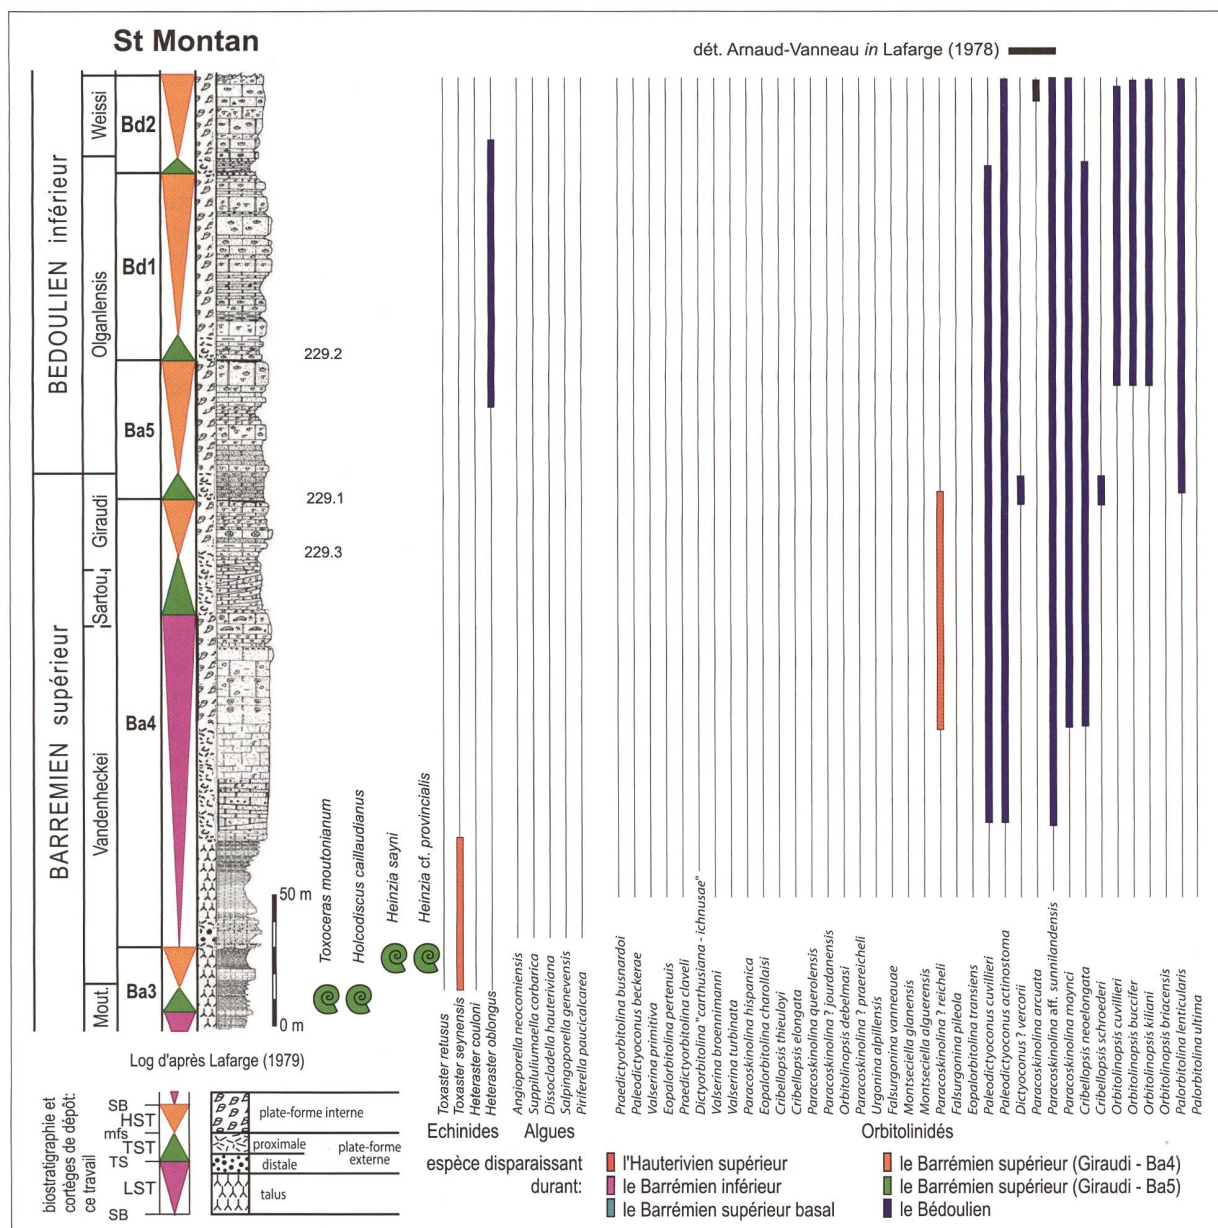 St Montan
dét. Arnaud-Vanneau in Lafarge (1978)
BEDOULIEN inférieur
BARREMIEN supérieur
Weissi
Olganlensis
Giraudi
Sartou.
Vandenheckei
Mout.
Bd2
Bd1
Ba5
Ba4
Ba3
229.2
229.1
229.3
50 m
0 m
Toxoceras moutonianum
Holcodiscus caillaudianus
Heinzia sayni
Heinzia cf. provincialis
Log d'après Lafarge (1979)
Toxaster retusus
Toxaster seynensis
Heteraster couloni
Heteraster oblongus
Angioporella neocomiensis
Suppiluliumaella corbarica
Dissocladella hauteriviana
Salpingoporella genevensis
Piriferella paucicalcarea
Praedictyorbitolina busnardoi
Paleodictyoconus beckerae
Valserina primitiva
Eopalorbitolina pertenuis
Praedictyorbitolina claveli
Dictyorbitolina "carthusiana - ichnusae"
Valserina broennimanni
Valserina turbinata
Paracoskinolina hispanica
Eopalorbitolina charollaisi
Cribellopsis thieuloyi
Cribellopsis elongata
Paracoskinolina querolensis
Paracoskinolina ? jourdanensis
Orbitolinopsis debelmasi
Paracoskinolina ? praereicheli
Urgonina alpillensis
Falsurgonina vanneauae
Montseciella glanensis
Montseciella alguerensis
Paracoskinolina ? reicheli
Falsurgonina pileola
Eopalorbitolina transiens
Paleodictyoconus cuvillieri
Paleodictyoconus actinostoma
Dictyoconus ? vercorii
Paracoskinolina arcuata
Paracoskinolina aff. sunnilandensis
Paracoskinolina maynci
Cribellopsis neoelongata
Cribellopsis schroederi
Orbitolinopsis cuvillieri
Orbitolinopsis buccifer
Orbitolinopsis kiliani
Orbitolinopsis briacensis
Palorbitolina lenticularis
Palorbitolina ultima
Echinides
Algues
Orbitolinidés
biostratigraphie et
cortèges de dépôt:
ce travail
SB
HST
mfs
TST
TS
LST
SB
plate-forme interne
proximale
distale
plate-forme
externe
talus
espèce disparaissant
durant:
l'Hauterivien supérieur
le Barrémien inférieur
le Barrémien supérieur basal
le Barrémien supérieur (Giraudi - Ba4)
le Barrémien supérieur (Giraudi - Ba5)
le Bédoulien